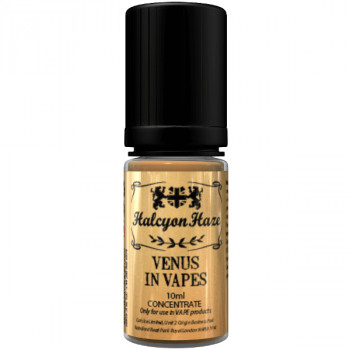 Halcyon Haze
VENUS
IN VAPES
10ml
CONCENTRATE
Only for use in VAPE products